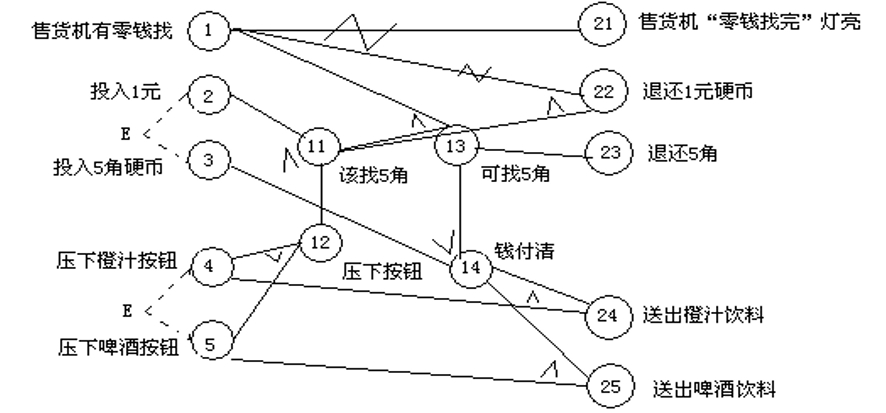 售货机有零钱找 1 21 售货机“零钱找完”灯亮
投入1元 2 22 退还1元硬币
E 11 13 23 退还5角
投入5角硬币 3 该找5角 可找5角
12 钱付清
压下橙汁按钮 4 压下按钮 14
E 24 送出橙汁饮料
压下啤酒按钮 5
25 送出啤酒饮料